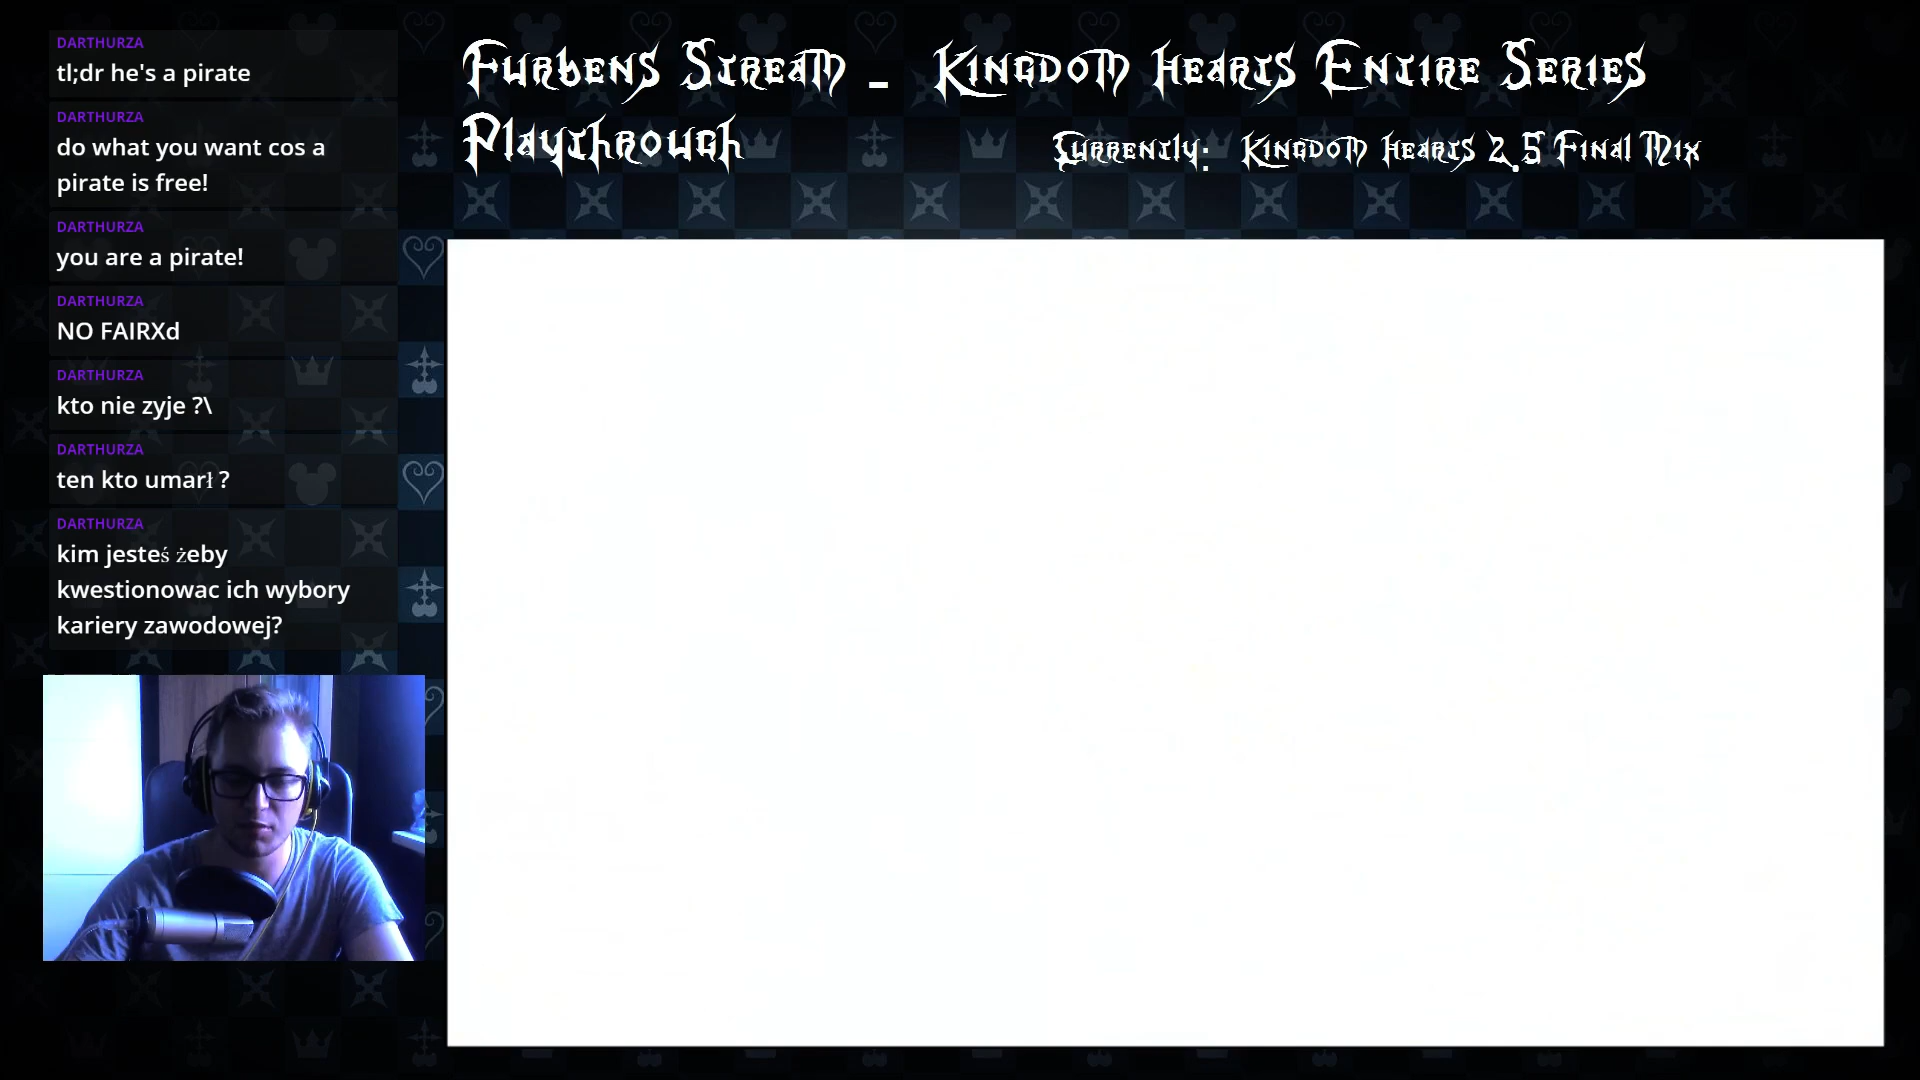 DARTHURZA
tl;dr he's a pirate
DARTHURZA
do what you want cos a
pirate is free!
DARTHURZA
you are a pirate!
DARTHURZA
NO FAIRXd
DARTHURZA
kto nie zyje ?\
DARTHURZA
ten kto umarł ?
DARTHURZA
kim jesteś żeby
kwestionowac ich wybory
kariery zawodowej?
Furbens Stream - Kingdom Hearts Entire Series
Playthrough
Currently: Kingdom Hearts 2.5 Final Mix